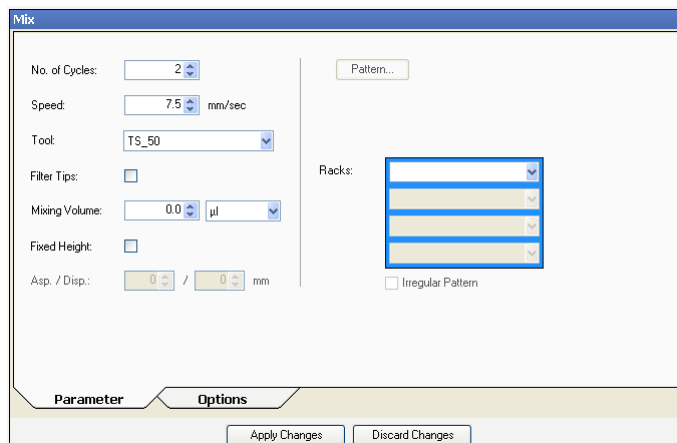 Mix
No. of Cycles: 2
Pattern...
Speed: 7.5 mm/sec
Tool: TS_50
Filter Tips:
Racks:
Mixing Volume: 0.0 µl
Fixed Height:
Asp. / Disp.: 0 / 0 mm
Irregular Pattern
Parameter Options
Apply Changes Discard Changes